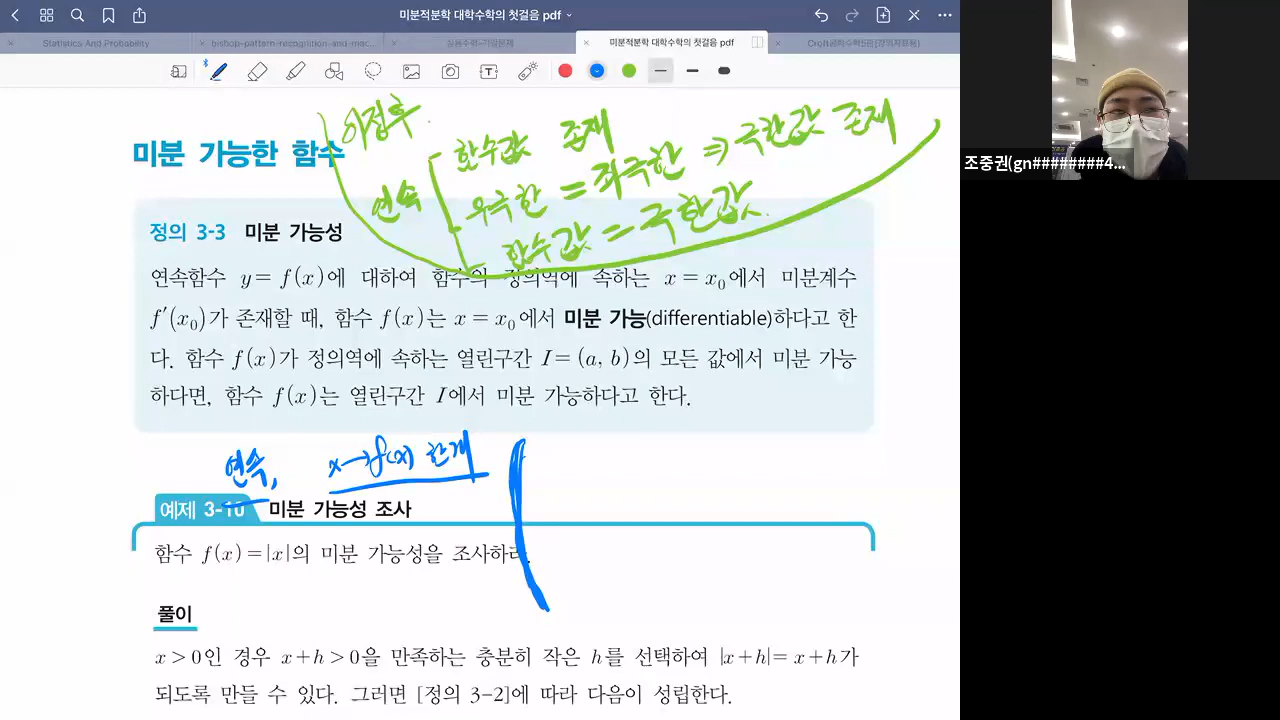 미분적분학 대학수학의 첫걸음 pdf
Statistics And Probability
bishop-pattern-recognition-and-mac...
미분적분학 대학수학의 첫걸음 pdf
이정후
함수값 존재
연속 우극한 = 좌극한 ⇒ 극한값 존재
함수값 = 극한값.
미분 가능한 함수
정의 3-3 미분 가능성
연속함수 y=f(x)에 대하여 함수의 정의역에 속하는 x=x₀에서 미분계수
f′(x₀)가 존재할 때, 함수 f(x)는 x=x₀에서 미분 가능(differentiable)하다고 한
다. 함수 f(x)가 정의역에 속하는 열린구간 I=(a, b)의 모든 값에서 미분 가능
하다면, 함수 f(x)는 열린구간 I에서 미분 가능하다고 한다.
연속, x→f(x) 한계
예제 3-10 미분 가능성 조사
함수 f(x)=|x|의 미분 가능성을 조사하라.
풀이
x>0인 경우 x+h>0을 만족하는 충분히 작은 h를 선택하여 |x+h|=x+h가
되도록 만들 수 있다. 그러면 [정의 3-2]에 따라 다음이 성립한다.
조중권(gn########4...